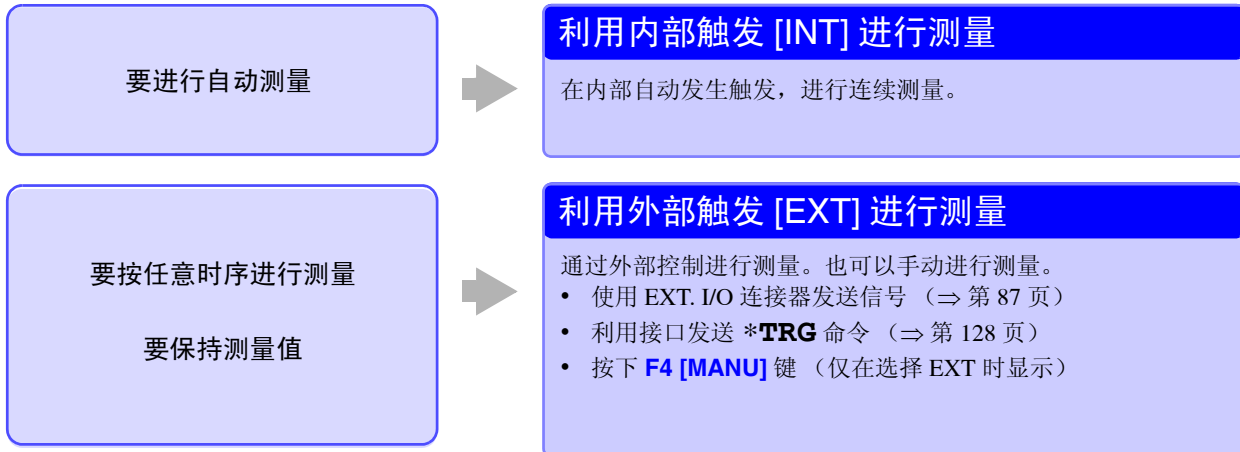 要进行自动测量
利用内部触发 [INT] 进行测量
在内部自动发生触发，进行连续测量。
要按任意时序进行测量
要保持测量值
利用外部触发 [EXT] 进行测量
通过外部控制进行测量。也可以手动进行测量。
• 使用 EXT. I/O 连接器发送信号 （⇒ 第 87 页）
• 利用接口发送 *TRG 命令 （⇒ 第 128 页）
• 按下 F4 [MANU] 键 （仅在选择 EXT 时显示）